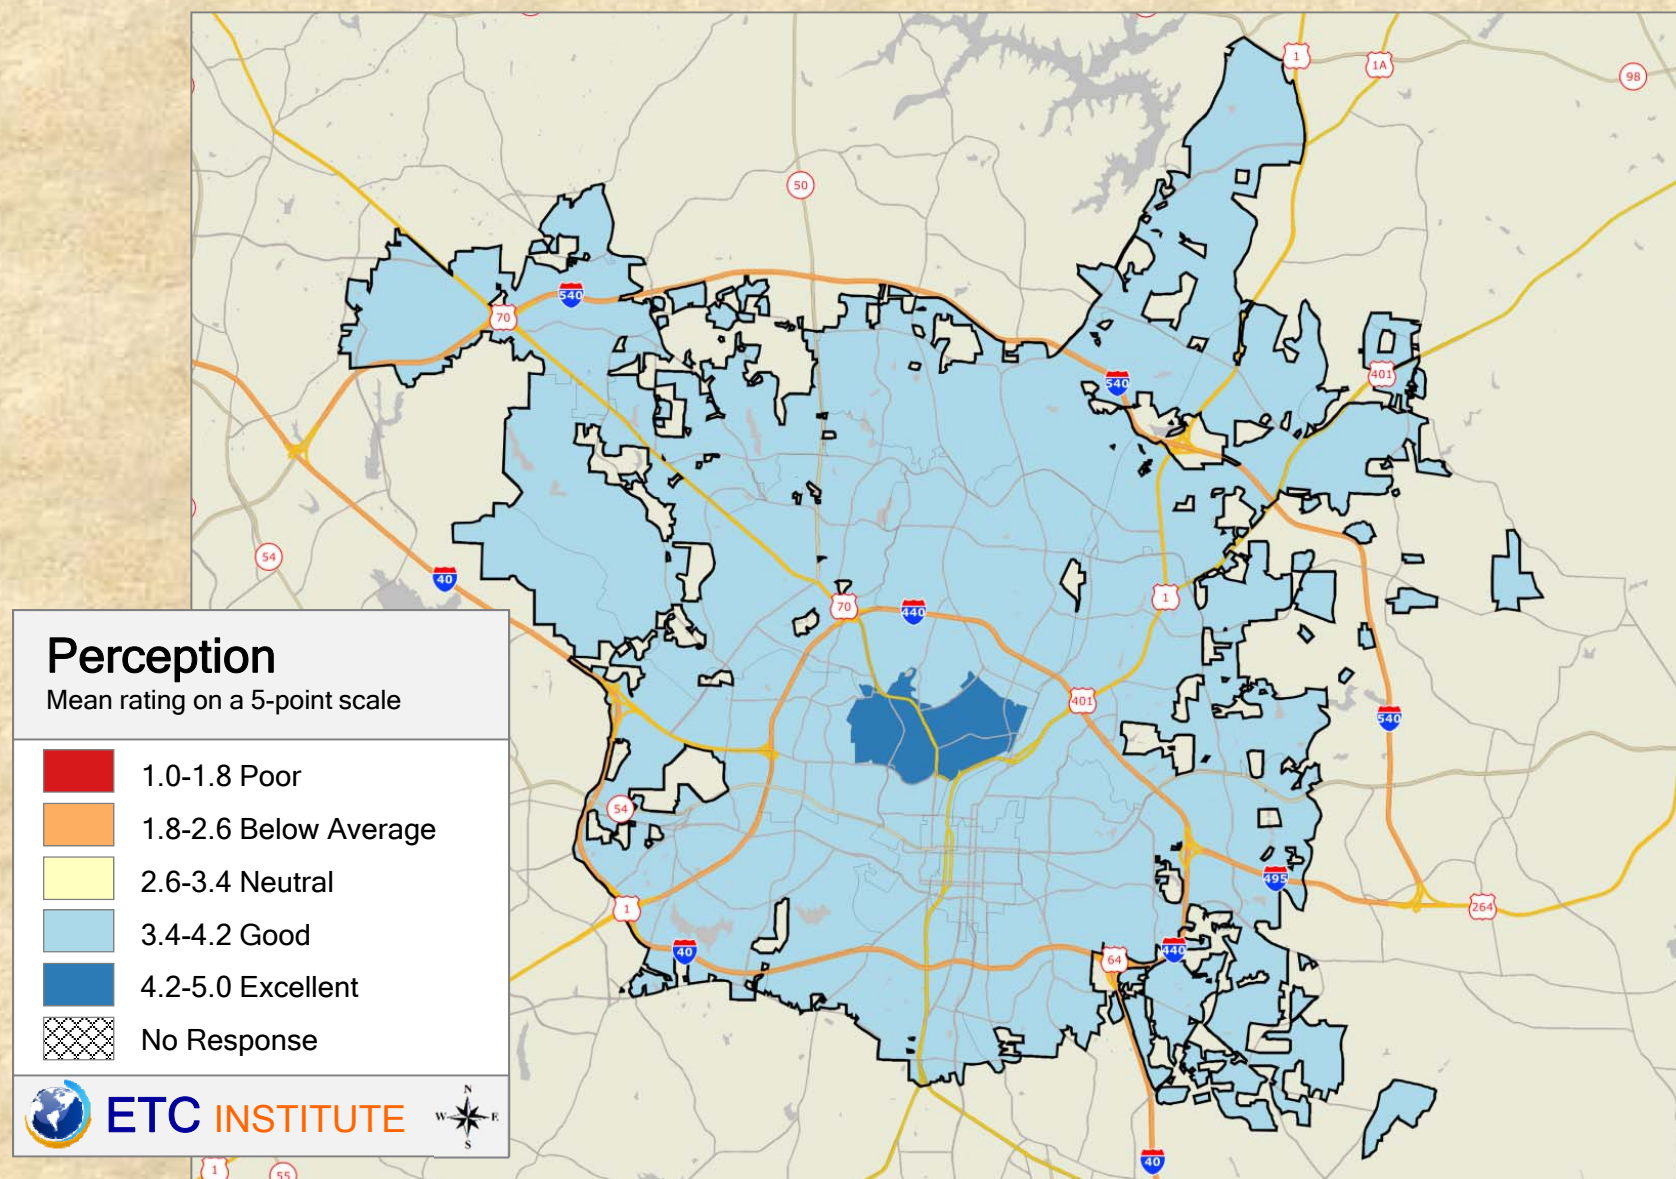 1
1A
98
50
540
70
540
401
54
40
70
440
1
Perception
Mean rating on a 5-point scale
401
540
1.0-1.8 Poor
54
1.8-2.6 Below Average
2.6-3.4 Neutral
495
1
264
3.4-4.2 Good
40
440
64
4.2-5.0 Excellent
No Response
ETC INSTITUTE
N
W E
S
40
1
55